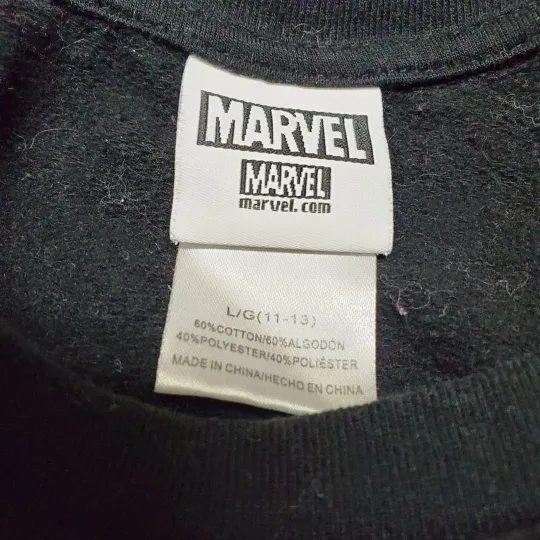 MARVEL
MARVEL
marvel.com
L/G(11-13)
60%COTTON/60%ALGODÓN
40%POLYESTER/40%POLIÉSTER
MADE IN CHINA/HECHO EN CHINA